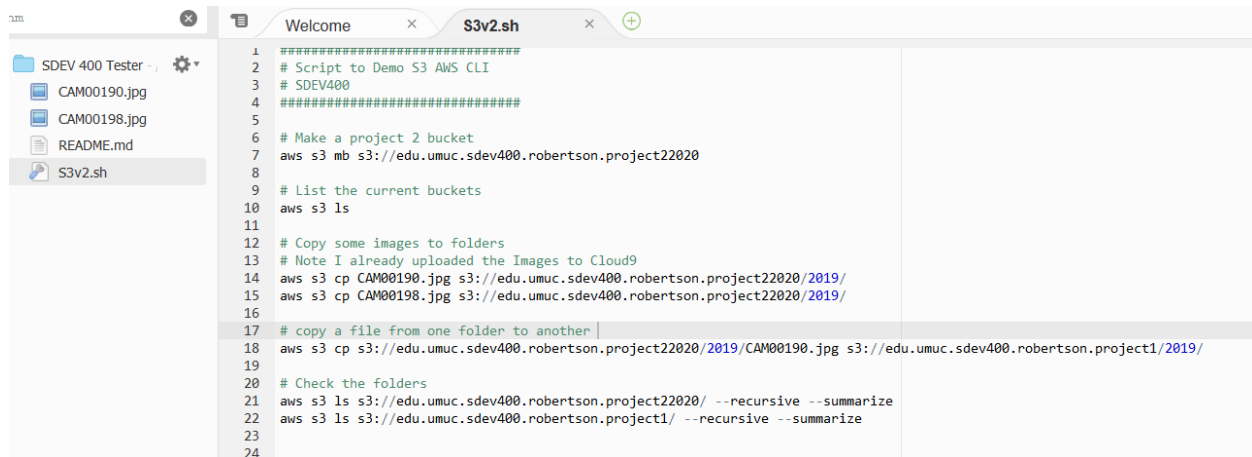 Welcome
S3v2.sh
SDEV 400 Tester -
CAM00190.jpg
CAM00198.jpg
README.md
S3v2.sh
1 ###############################
2 # Script to Demo S3 AWS CLI
3 # SDEV400
4 ###############################
5
6 # Make a project 2 bucket
7 aws s3 mb s3://edu.umuc.sdev400.robertson.project22020
8
9 # List the current buckets
10 aws s3 ls
11
12 # Copy some images to folders
13 # Note I already uploaded the Images to Cloud9
14 aws s3 cp CAM00190.jpg s3://edu.umuc.sdev400.robertson.project22020/2019/
15 aws s3 cp CAM00198.jpg s3://edu.umuc.sdev400.robertson.project22020/2019/
16
17 # copy a file from one folder to another
18 aws s3 cp s3://edu.umuc.sdev400.robertson.project22020/2019/CAM00190.jpg s3://edu.umuc.sdev400.robertson.project1/2019/
19
20 # Check the folders
21 aws s3 ls s3://edu.umuc.sdev400.robertson.project22020/ --recursive --summarize
22 aws s3 ls s3://edu.umuc.sdev400.robertson.project1/ --recursive --summarize
23
24